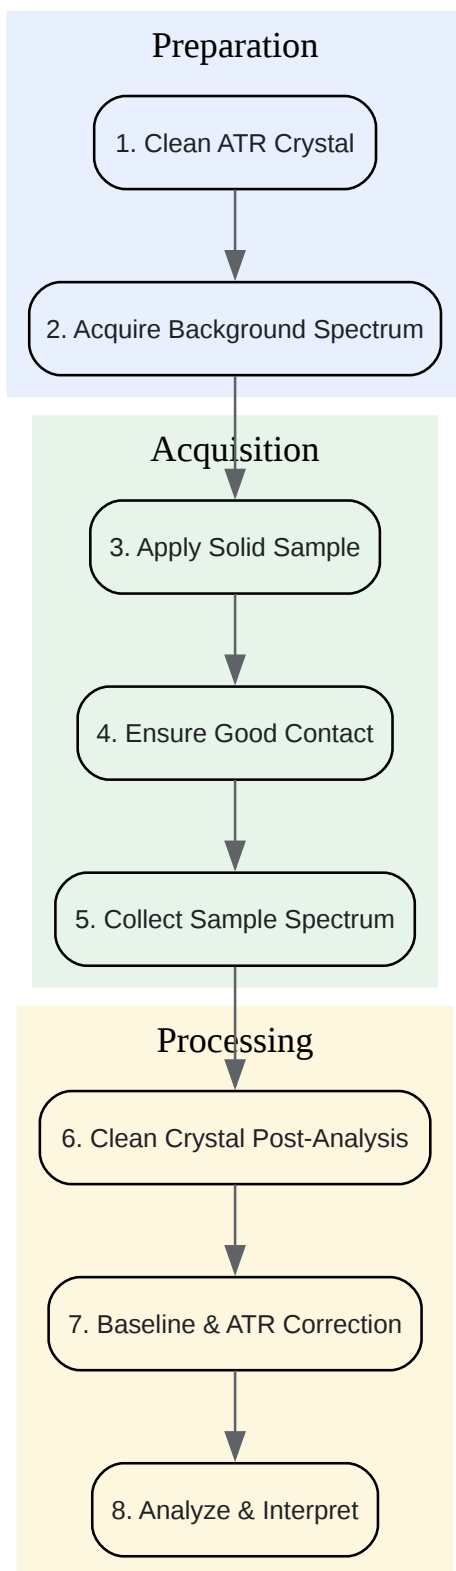 Preparation
1. Clean ATR Crystal
2. Acquire Background Spectrum
Acquisition
3. Apply Solid Sample
4. Ensure Good Contact
5. Collect Sample Spectrum
Processing
6. Clean Crystal Post-Analysis
7. Baseline & ATR Correction
8. Analyze & Interpret